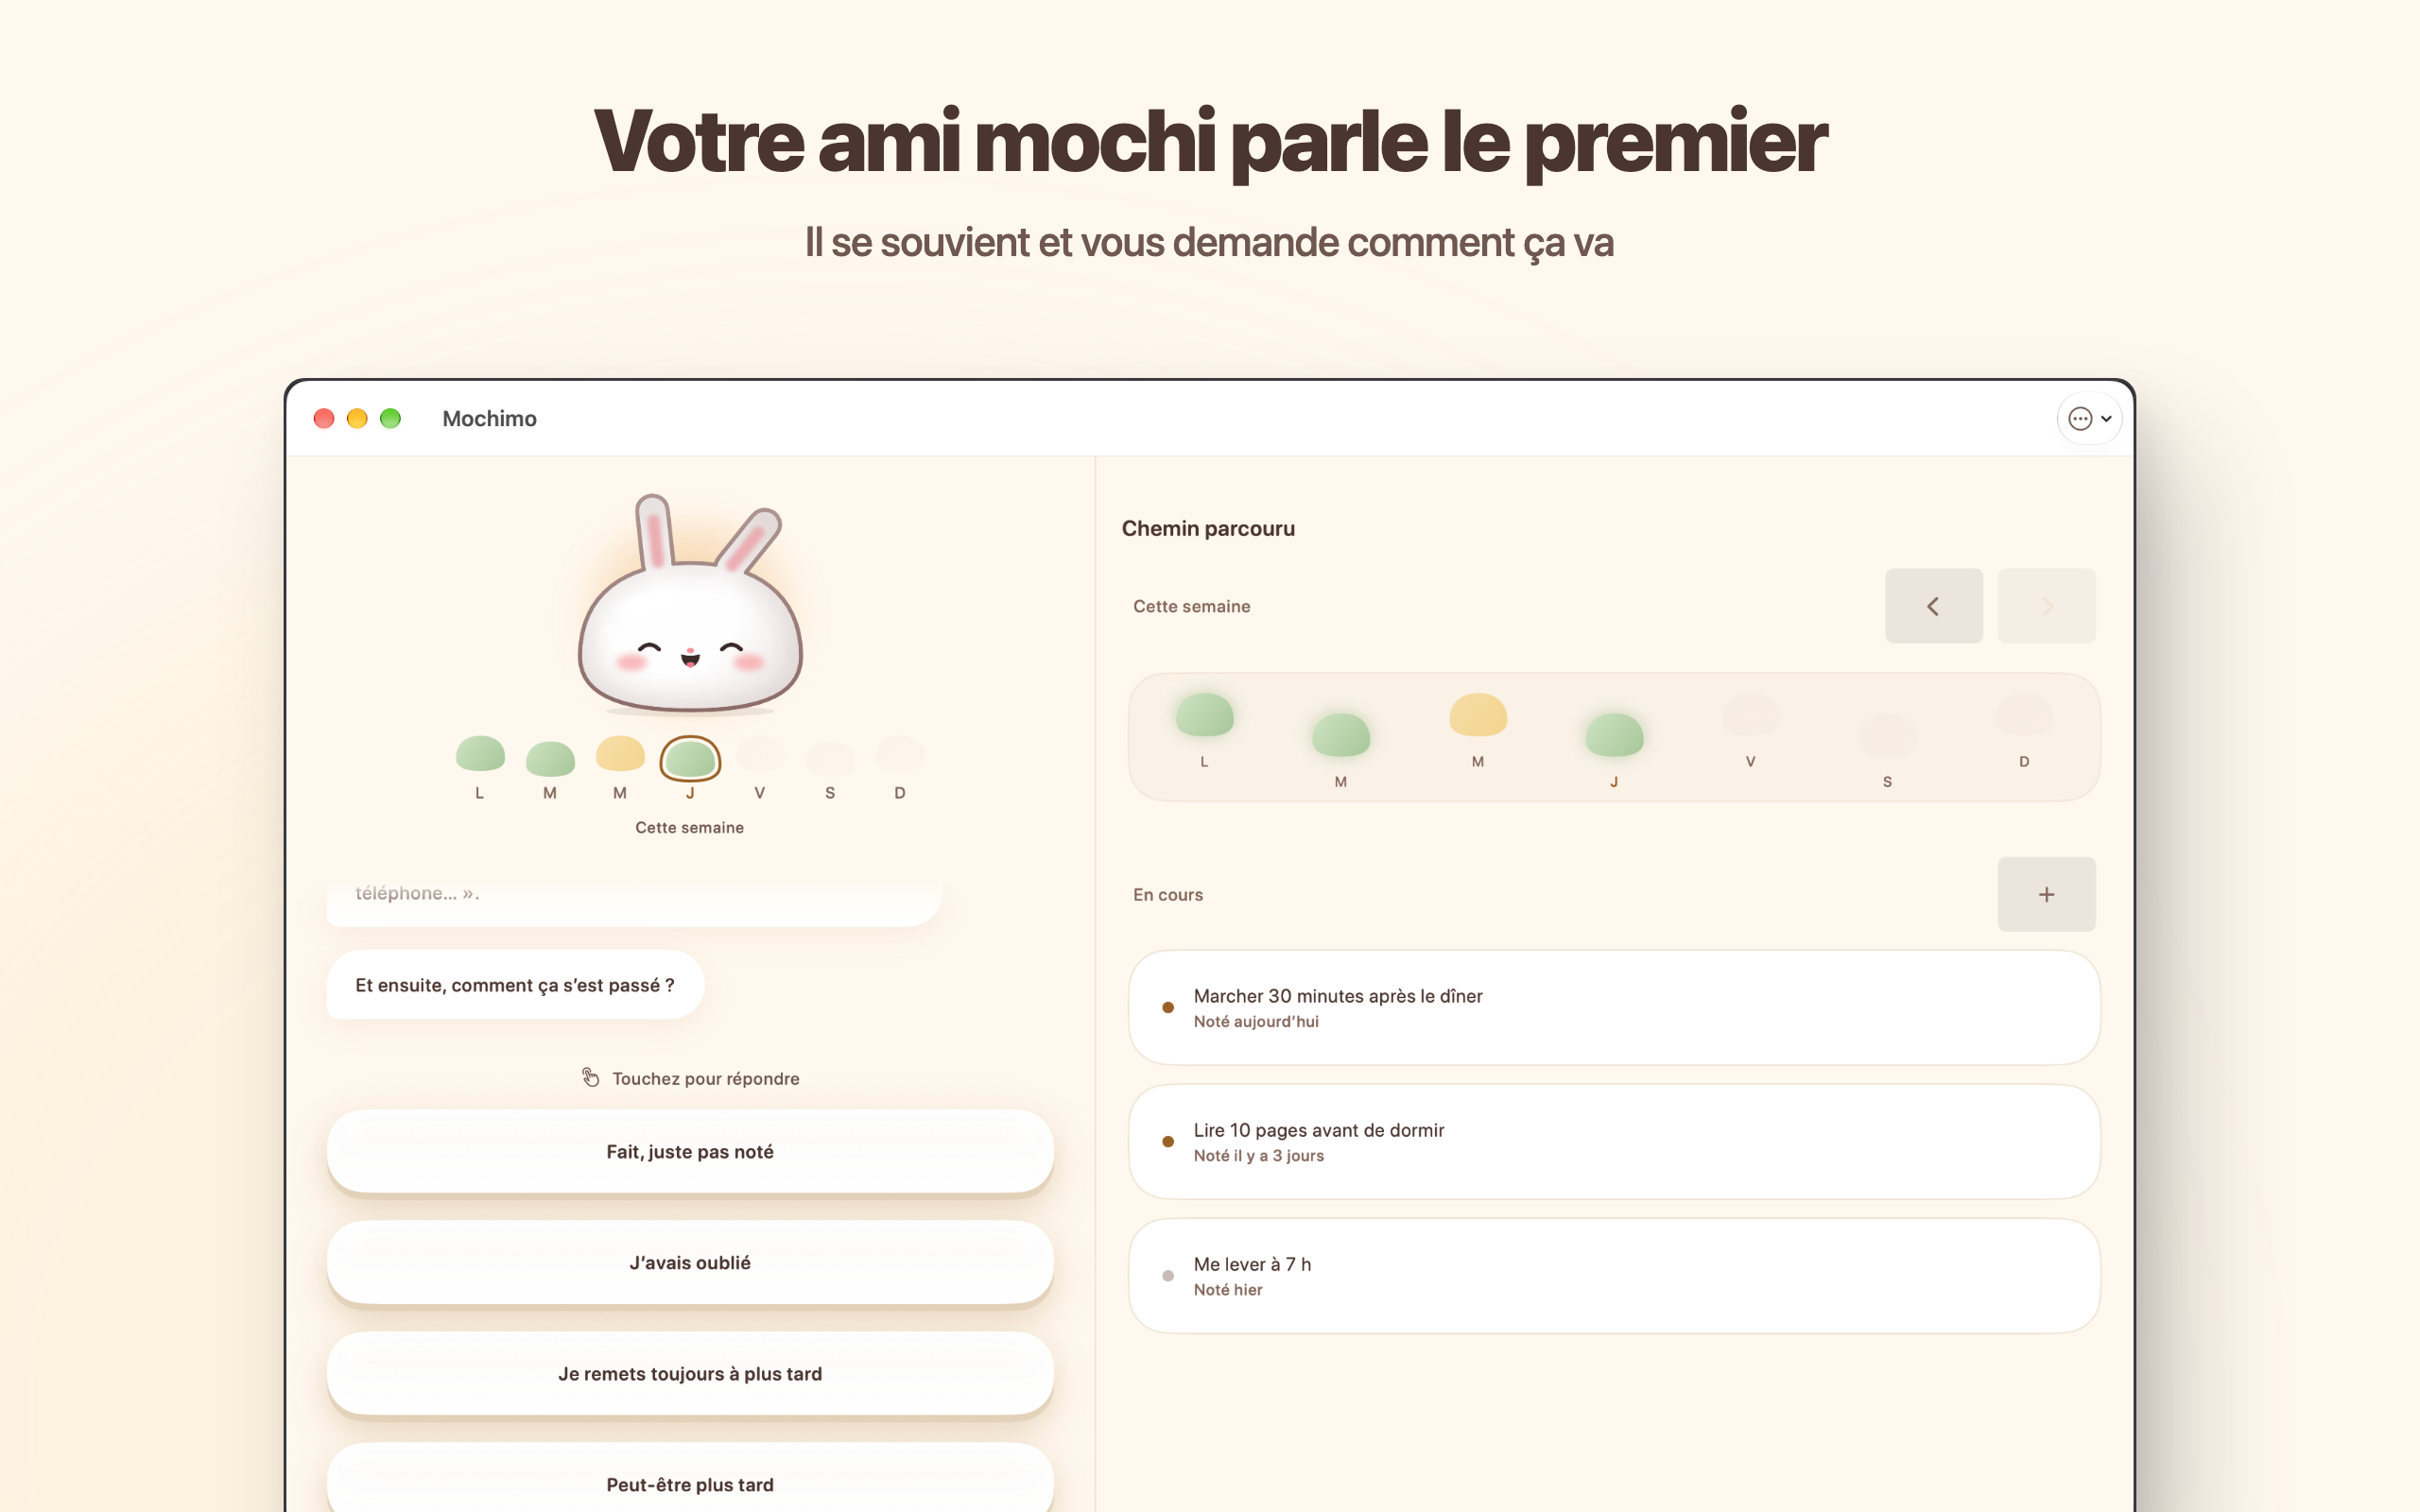 Votre ami mochi parle le premier
Il se souvient et vous demande comment ça va
Mochimo
L M M J V S D
Cette semaine
téléphone… ».
Et ensuite, comment ça s’est passé ?
Touchez pour répondre
Fait, juste pas noté
J’avais oublié
Je remets toujours à plus tard
Peut-être plus tard
Chemin parcouru
Cette semaine
L M M J V S D
En cours
Marcher 30 minutes après le dîner
Noté aujourd’hui
Lire 10 pages avant de dormir
Noté il y a 3 jours
Me lever à 7 h
Noté hier